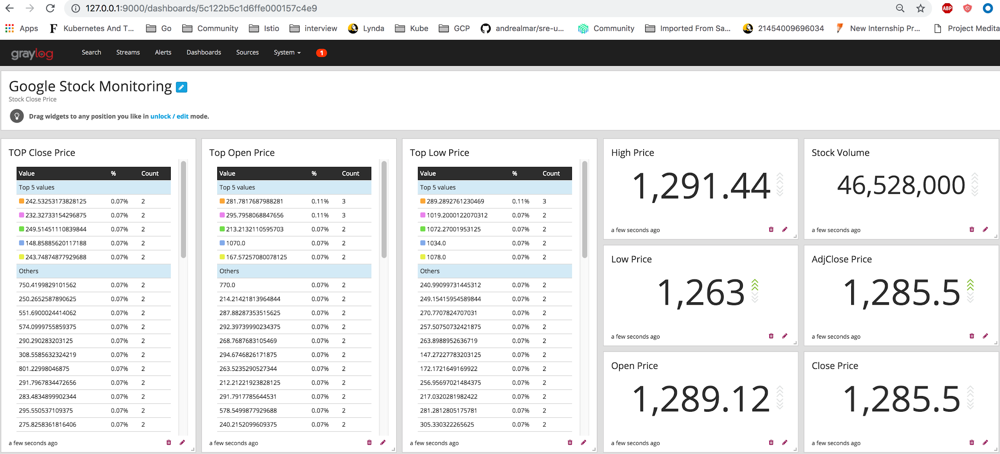 127.0.0.1:9000/dashboards/5c122b5c1d6ffe000157c4e9
ABP
Apps F Kubernetes And T... Go Community Istio interview Lynda Kube GCP andrealmar/sre-u... Community Imported From Sa... 21454009696034 New Internship Pr... Project Medita
graylog Search Streams Alerts Dashboards Sources System 1
Google Stock Monitoring
Stock Close Price
Drag widgets to any position you like in unlock / edit mode.
TOP Close Price
Value % Count
Top 5 values
242.53253173828125 0.07% 2
232.32733154296875 0.07% 2
249.51451110839844 0.07% 2
148.85885620117188 0.07% 2
243.74874877929688 0.07% 2
Others
750.4199829101562 0.07% 2
250.2652587890625 0.07% 2
551.6900024414062 0.07% 2
574.0999755859375 0.07% 2
290.290283203125 0.07% 2
308.5585632324219 0.07% 2
801.22998046875 0.07% 2
291.7967834472656 0.07% 2
283.4834899902344 0.07% 2
295.550537109375 0.07% 2
275.8258361816406 0.07% 2
a few seconds ago
Top Open Price
Value % Count
Top 5 values
281.7817687988281 0.11% 3
295.7958068847656 0.11% 3
213.2132110595703 0.07% 2
1070.0 0.07% 2
167.57257080078125 0.07% 2
Others
770.0 0.07% 2
214.21421813964844 0.07% 2
287.88287353515625 0.07% 2
292.39739990234375 0.07% 2
268.7687683105469 0.07% 2
294.6746826171875 0.07% 2
263.5235290527344 0.07% 2
212.21221923828125 0.07% 2
291.7917785644531 0.07% 2
578.5499877929688 0.07% 2
240.2152099609375 0.07% 2
a few seconds ago
Top Low Price
Value % Count
Top 5 values
289.2892761230469 0.11% 3
1019.2000122070312 0.07% 2
1072.27001953125 0.07% 2
1034.0 0.07% 2
1078.0 0.07% 2
Others
240.99099731445312 0.07% 2
249.15415954589844 0.07% 2
270.7707824707031 0.07% 2
257.50750732421875 0.07% 2
263.8988952636719 0.07% 2
147.27227783203125 0.07% 2
172.1721649169922 0.07% 2
256.95697021484375 0.07% 2
217.0320281982422 0.07% 2
281.2812805175781 0.07% 2
305.330322265625 0.07% 2
a few seconds ago
High Price
1,291.44
a few seconds ago
Stock Volume
46,528,000
a few seconds ago
Low Price
1,263
a few seconds ago
AdjClose Price
1,285.5
a few seconds ago
Open Price
1,289.12
a few seconds ago
Close Price
1,285.5
a few seconds ago